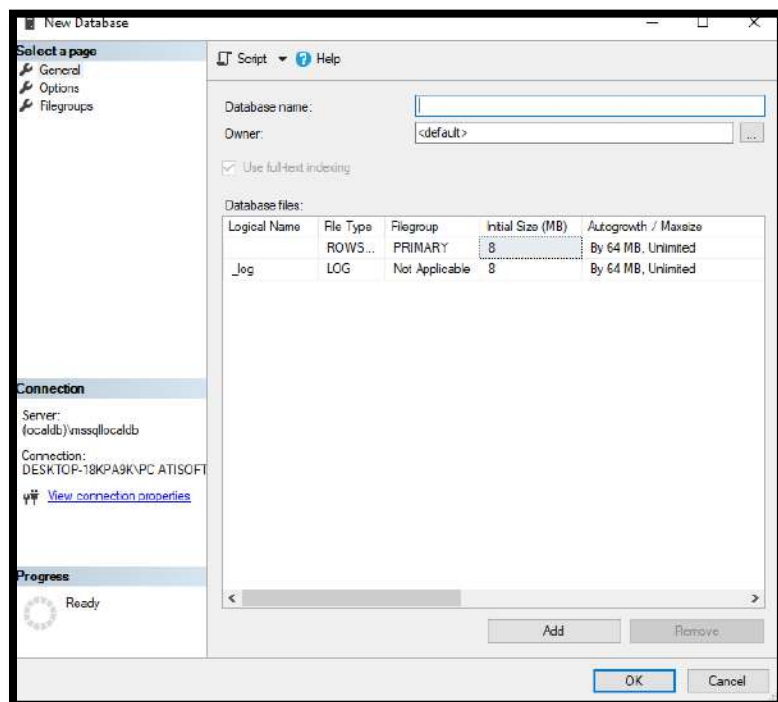 New Database
Select a page
General
Options
Filegroups
Script
Help
Database name:
Owner:
<default>
...
Use full-text indexing
Database files:
Logical Name File Type Filegroup Initial Size (MB) Autogrowth / Maxsize
ROWS... PRIMARY 8 By 64 MB, Unlimited
_log LOG Not Applicable 8 By 64 MB, Unlimited
Connection
Server:
(localdb)\mssqllocaldb
Connection:
DESKTOP-18KPA9K\PC ATISOFT
View connection properties
Progress
Ready
Add
Remove
OK
Cancel